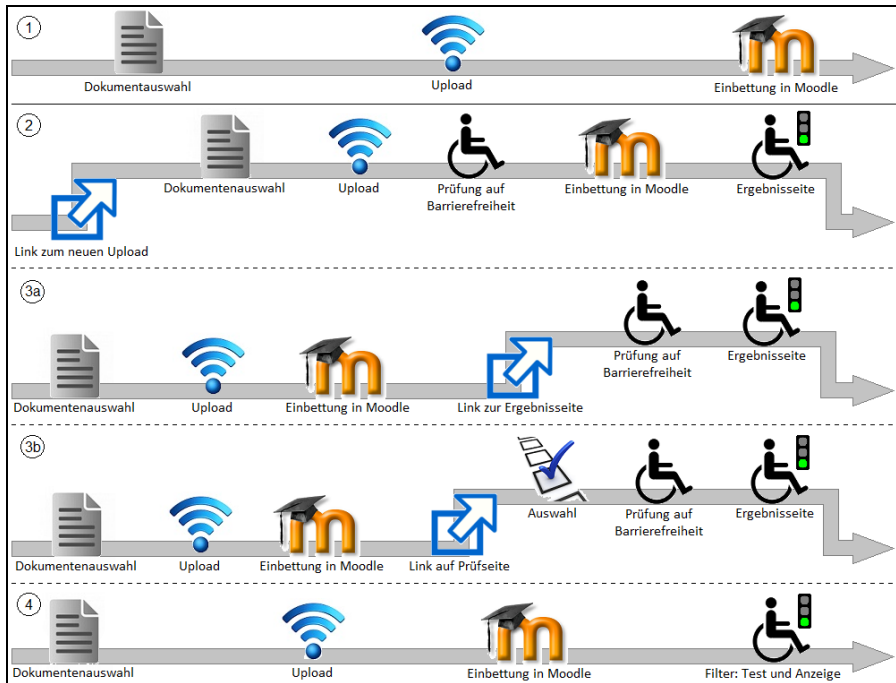 1
Dokumentauswahl
Upload
Einbettung in Moodle
2
Dokumentenauswahl
Upload
Prüfung auf
Barrierefreiheit
Einbettung in Moodle
Ergebnisseite
Link zum neuen Upload
3a
Prüfung auf
Barrierefreiheit
Ergebnisseite
Dokumentenauswahl
Upload
Einbettung in Moodle
Link zur Ergebnisseite
3b
Auswahl
Prüfung auf
Barrierefreiheit
Ergebnisseite
Dokumentenauswahl
Upload
Einbettung in Moodle
Link auf Prüfseite
4
Dokumentenauswahl
Upload
Einbettung in Moodle
Filter: Test und Anzeige